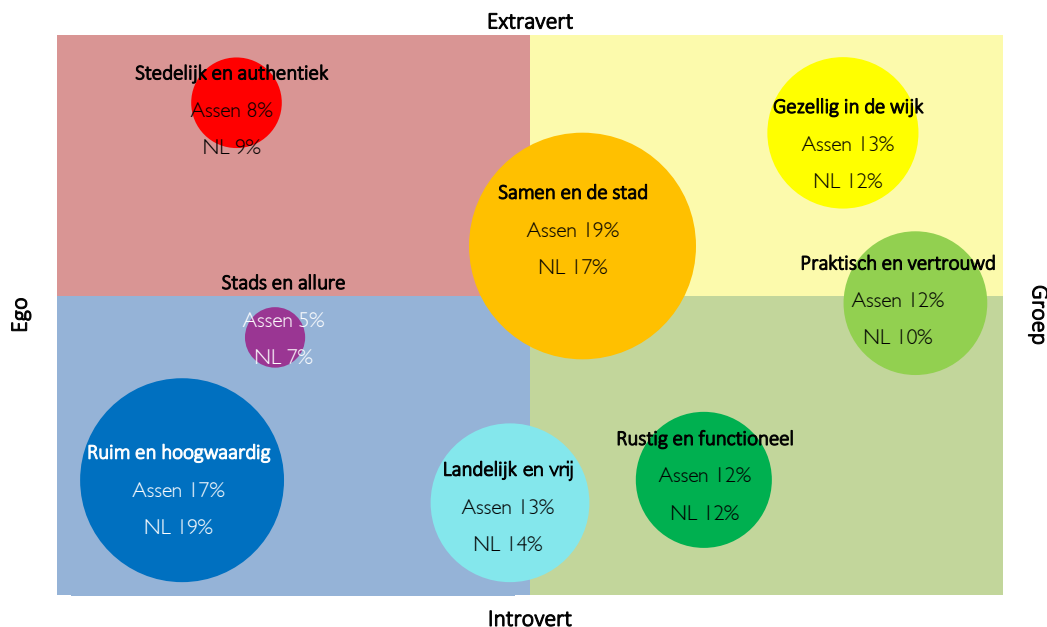 Extravert
Stedelijk en authentiek
Assen 8%
NL 9%
Gezellig in de wijk
Assen 13%
NL 12%
Samen en de stad
Assen 19%
NL 17%
Praktisch en vertrouwd
Assen 12%
NL 10%
Stads en allure
Assen 5%
NL 7%
Ego
Groep
Ruim en hoogwaardig
Assen 17%
NL 19%
Landelijk en vrij
Assen 13%
NL 14%
Rustig en functioneel
Assen 12%
NL 12%
Introvert